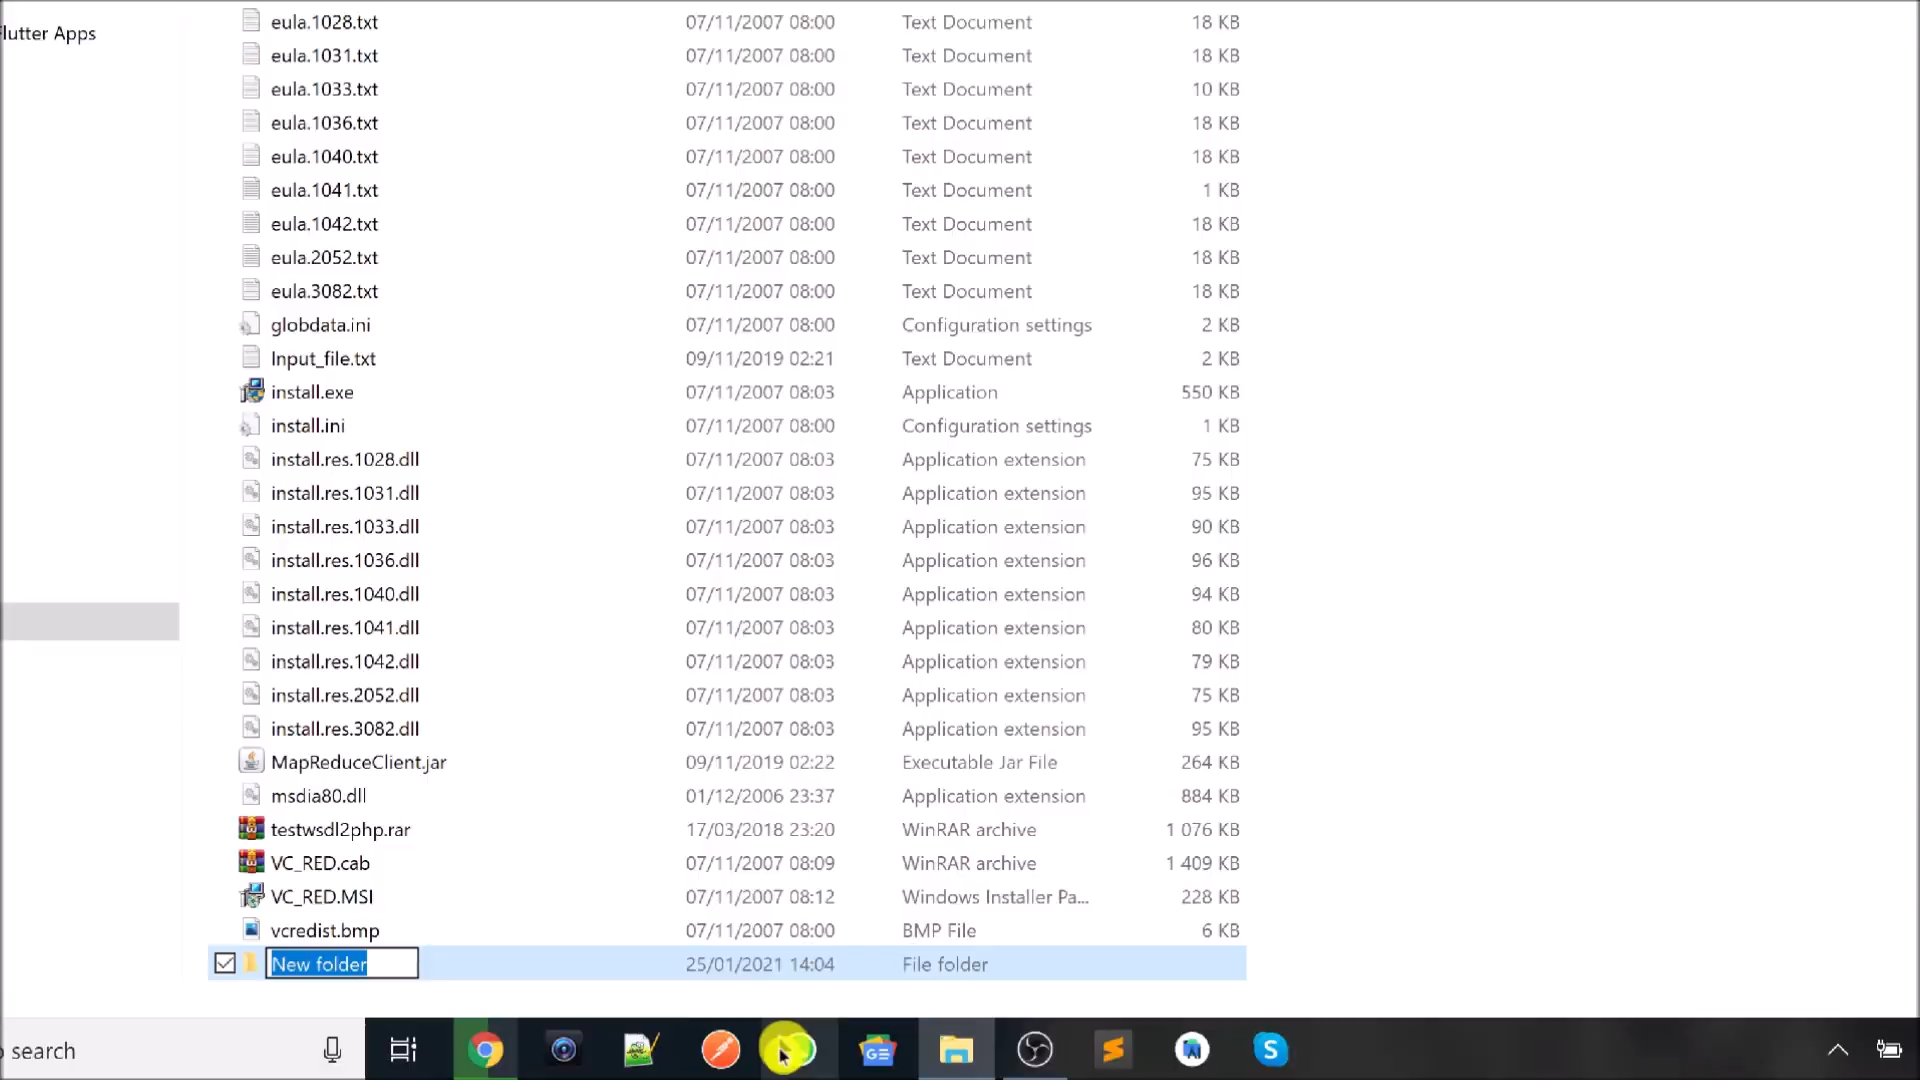 lutter Apps
eula.1028.txt 07/11/2007 08:00 Text Document 18 KB
eula.1031.txt 07/11/2007 08:00 Text Document 18 KB
eula.1033.txt 07/11/2007 08:00 Text Document 10 KB
eula.1036.txt 07/11/2007 08:00 Text Document 18 KB
eula.1040.txt 07/11/2007 08:00 Text Document 18 KB
eula.1041.txt 07/11/2007 08:00 Text Document 1 KB
eula.1042.txt 07/11/2007 08:00 Text Document 18 KB
eula.2052.txt 07/11/2007 08:00 Text Document 18 KB
eula.3082.txt 07/11/2007 08:00 Text Document 18 KB
globdata.ini 07/11/2007 08:00 Configuration settings 2 KB
Input_file.txt 09/11/2019 02:21 Text Document 2 KB
install.exe 07/11/2007 08:03 Application 550 KB
install.ini 07/11/2007 08:00 Configuration settings 1 KB
install.res.1028.dll 07/11/2007 08:03 Application extension 75 KB
install.res.1031.dll 07/11/2007 08:03 Application extension 95 KB
install.res.1033.dll 07/11/2007 08:03 Application extension 90 KB
install.res.1036.dll 07/11/2007 08:03 Application extension 96 KB
install.res.1040.dll 07/11/2007 08:03 Application extension 94 KB
install.res.1041.dll 07/11/2007 08:03 Application extension 80 KB
install.res.1042.dll 07/11/2007 08:03 Application extension 79 KB
install.res.2052.dll 07/11/2007 08:03 Application extension 75 KB
install.res.3082.dll 07/11/2007 08:03 Application extension 95 KB
MapReduceClient.jar 09/11/2019 02:22 Executable Jar File 264 KB
msdia80.dll 01/12/2006 23:37 Application extension 884 KB
testwsdl2php.rar 17/03/2018 23:20 WinRAR archive 1 076 KB
VC_RED.cab 07/11/2007 08:09 WinRAR archive 1 409 KB
VC_RED.MSI 07/11/2007 08:12 Windows Installer Pa... 228 KB
vcredist.bmp 07/11/2007 08:00 BMP File 6 KB
New folder 25/01/2021 14:04 File folder
search